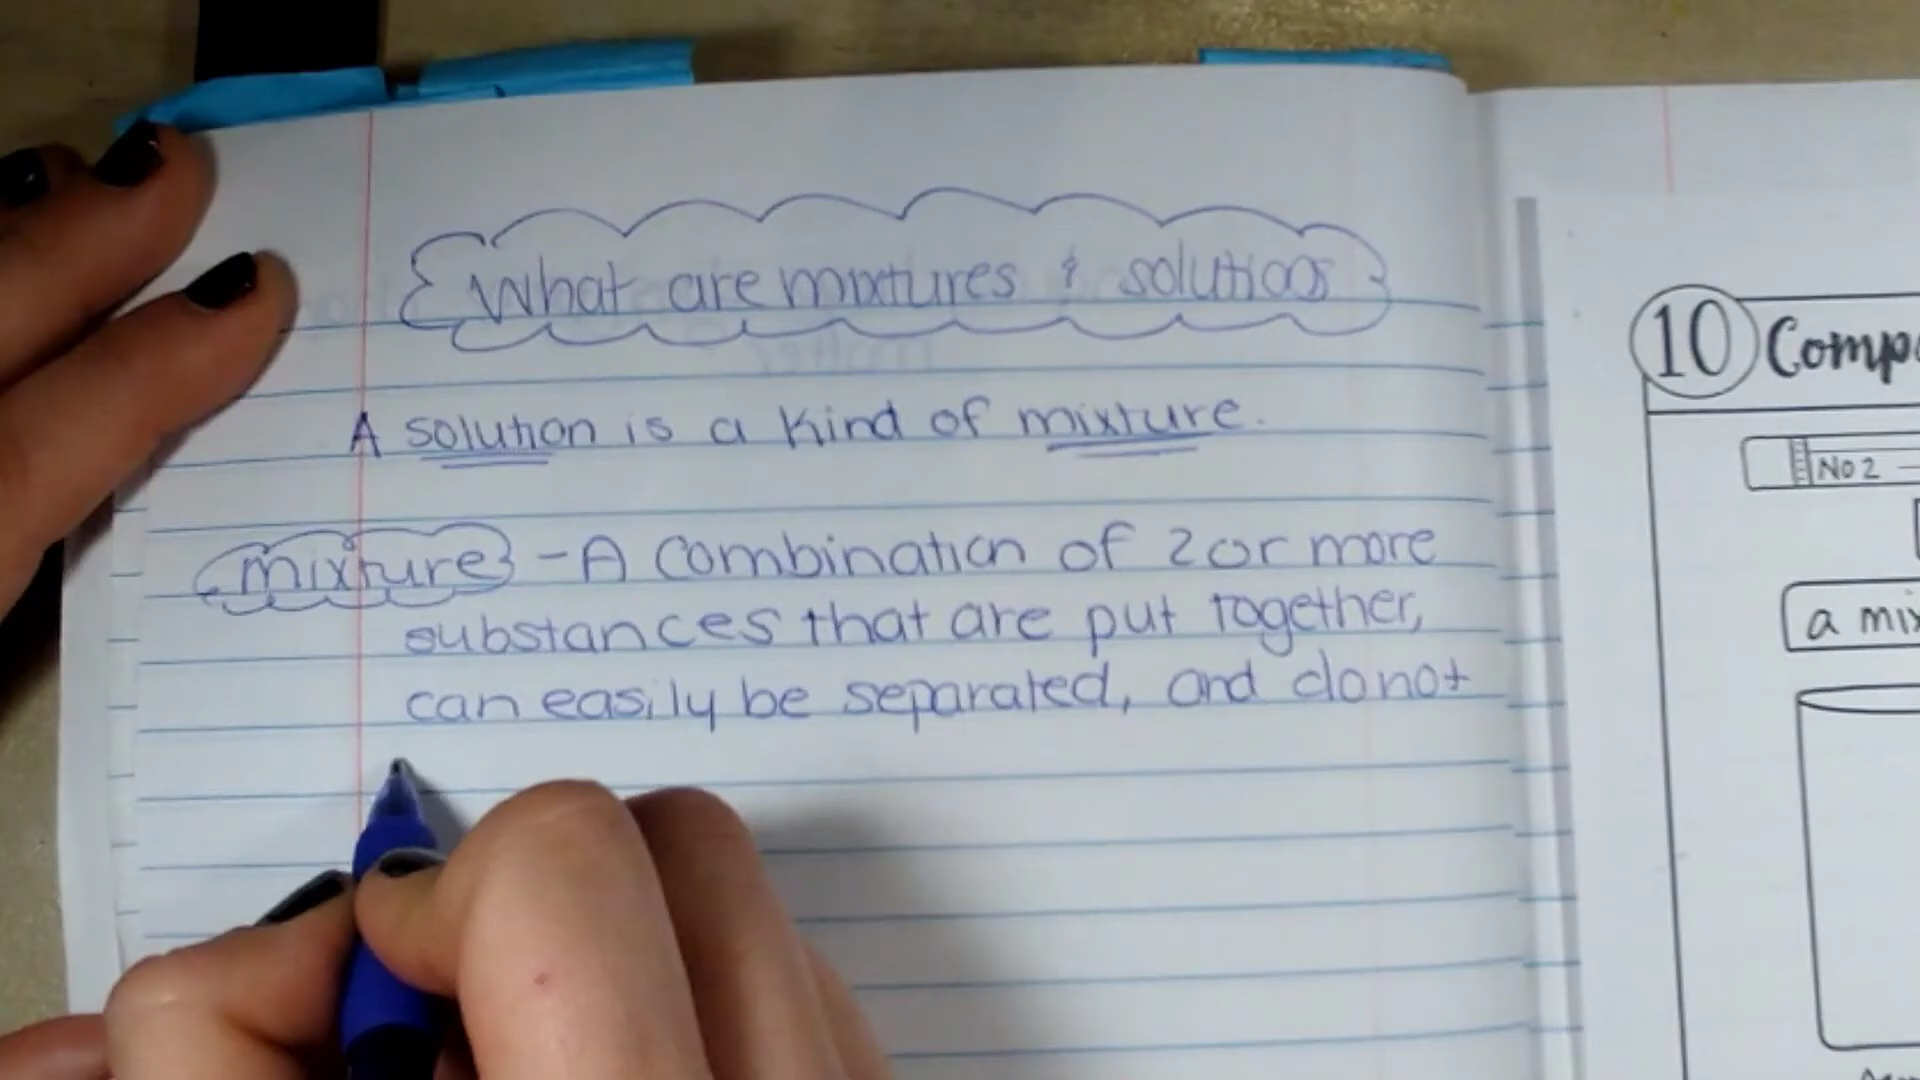 What are mixtures & solutions
A solution is a kind of mixture.
mixture - A combination of 2 or more
substances that are put together,
can easily be separated, and do not
10 Comp
No 2
a mix